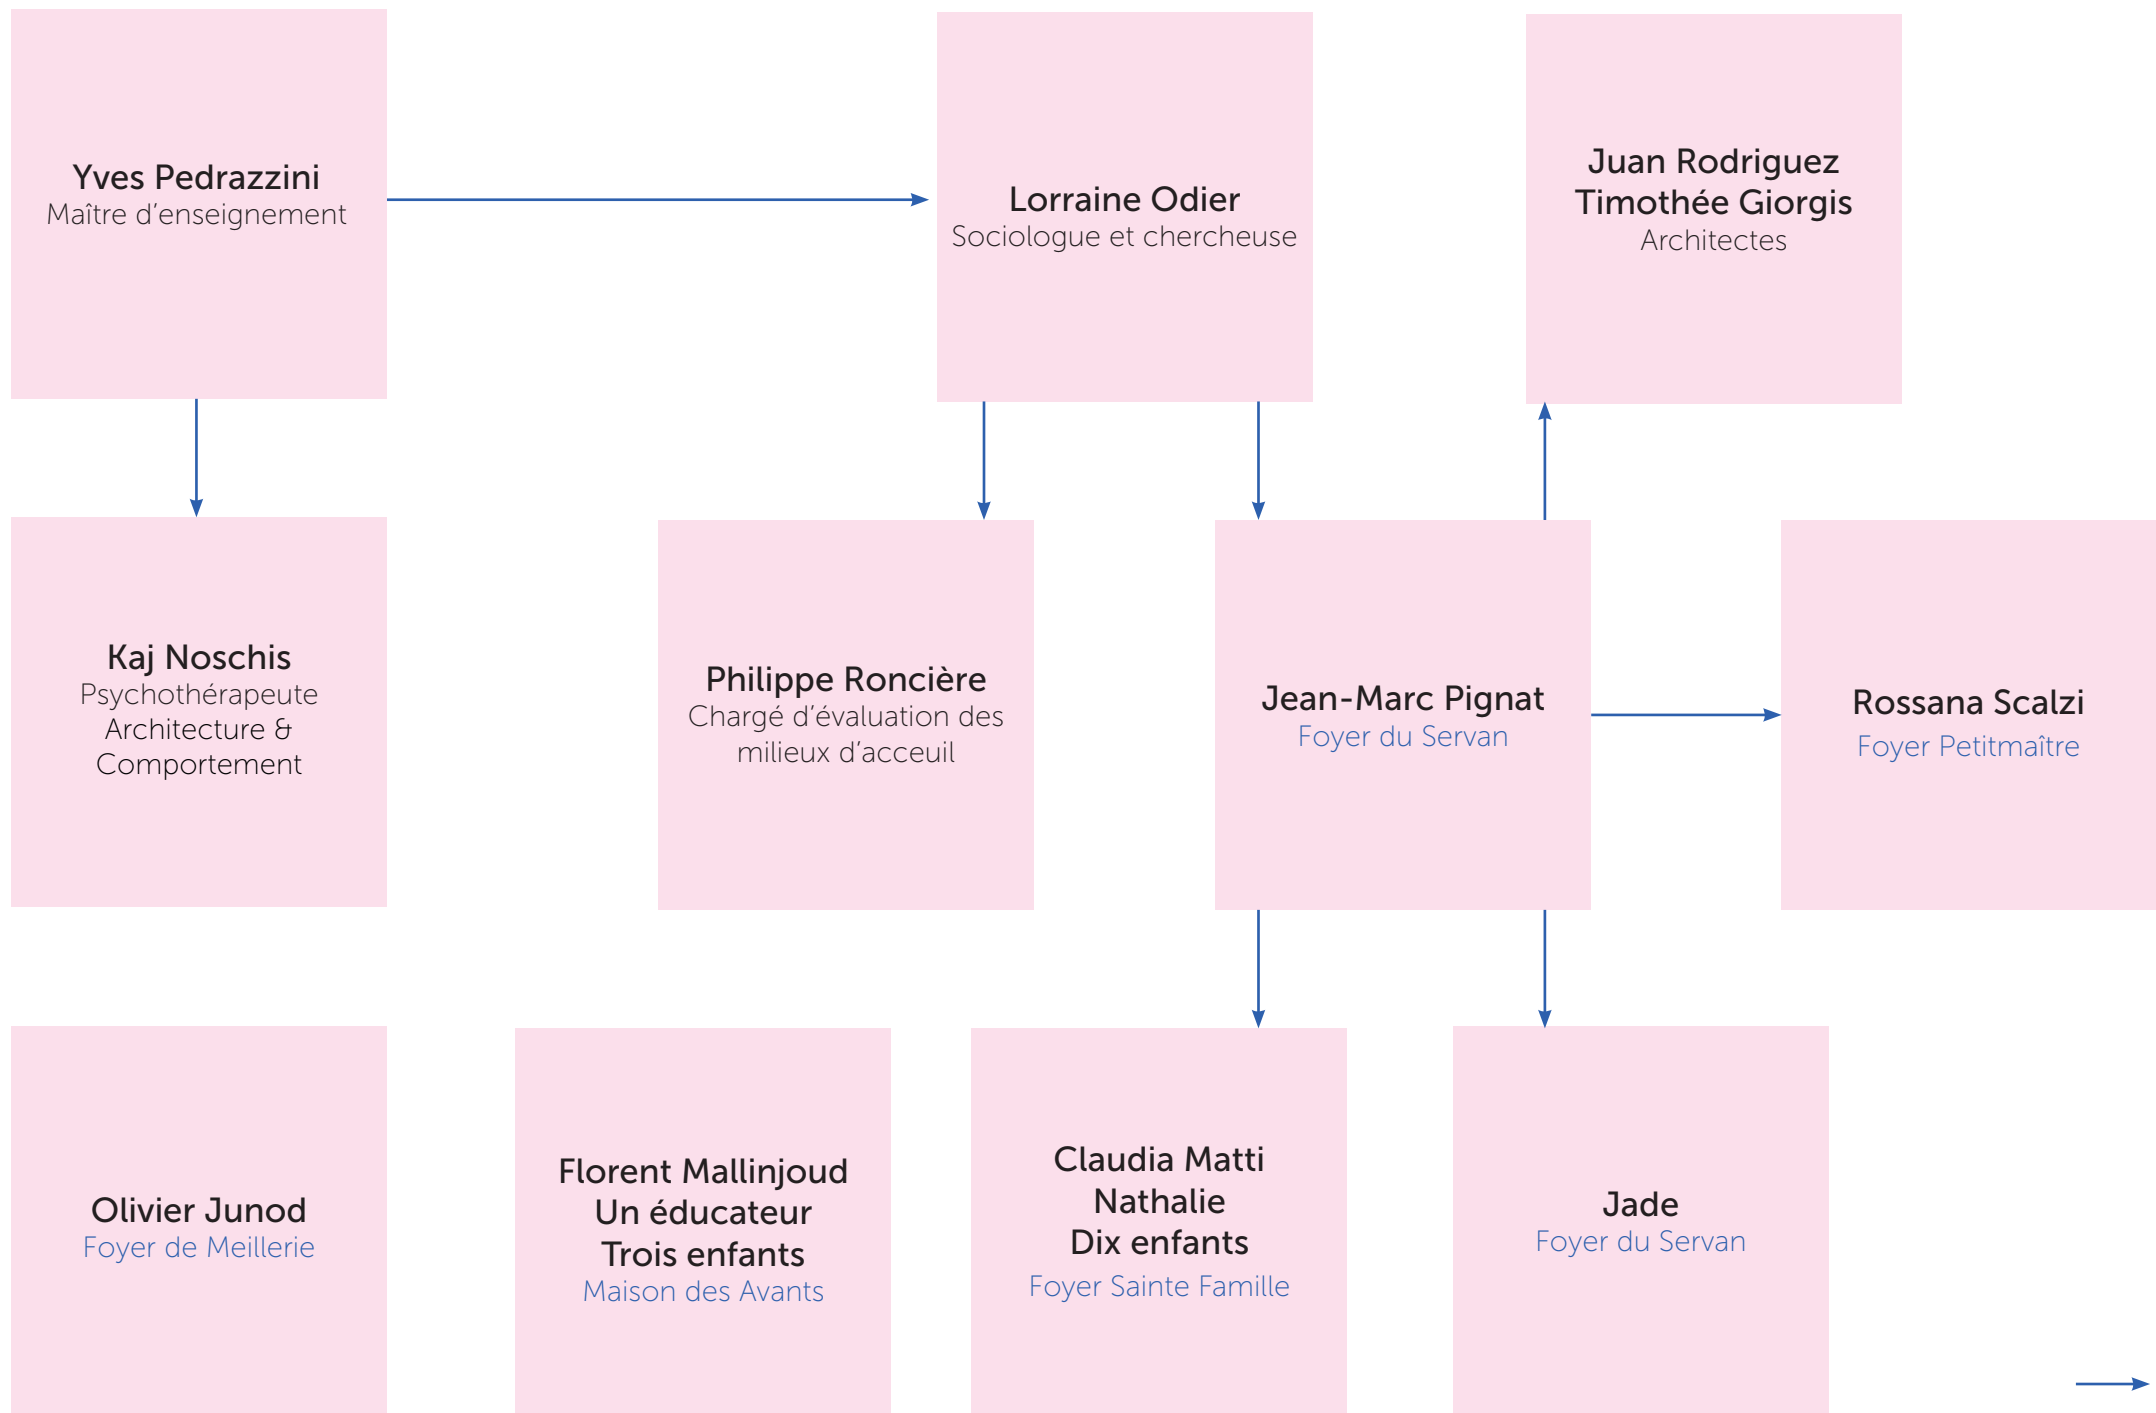 Yves Pedrazzini
Maître d'enseignement
Lorraine Odier
Sociologue et chercheuse
Juan Rodriguez
Timothée Giorgis
Architectes
Kaj Noschis
Psychothérapeute
Architecture &
Comportement
Philippe Roncière
Chargé d'évaluation des
milieux d'acceuil
Jean-Marc Pignat
Foyer du Servan
Rossana Scalzi
Foyer Petitmaître
Olivier Junod
Foyer de Meillerie
Florent Mallinjoud
Un éducateur
Trois enfants
Maison des Avants
Claudia Matti
Nathalie
Dix enfants
Foyer Sainte Famille
Jade
Foyer du Servan